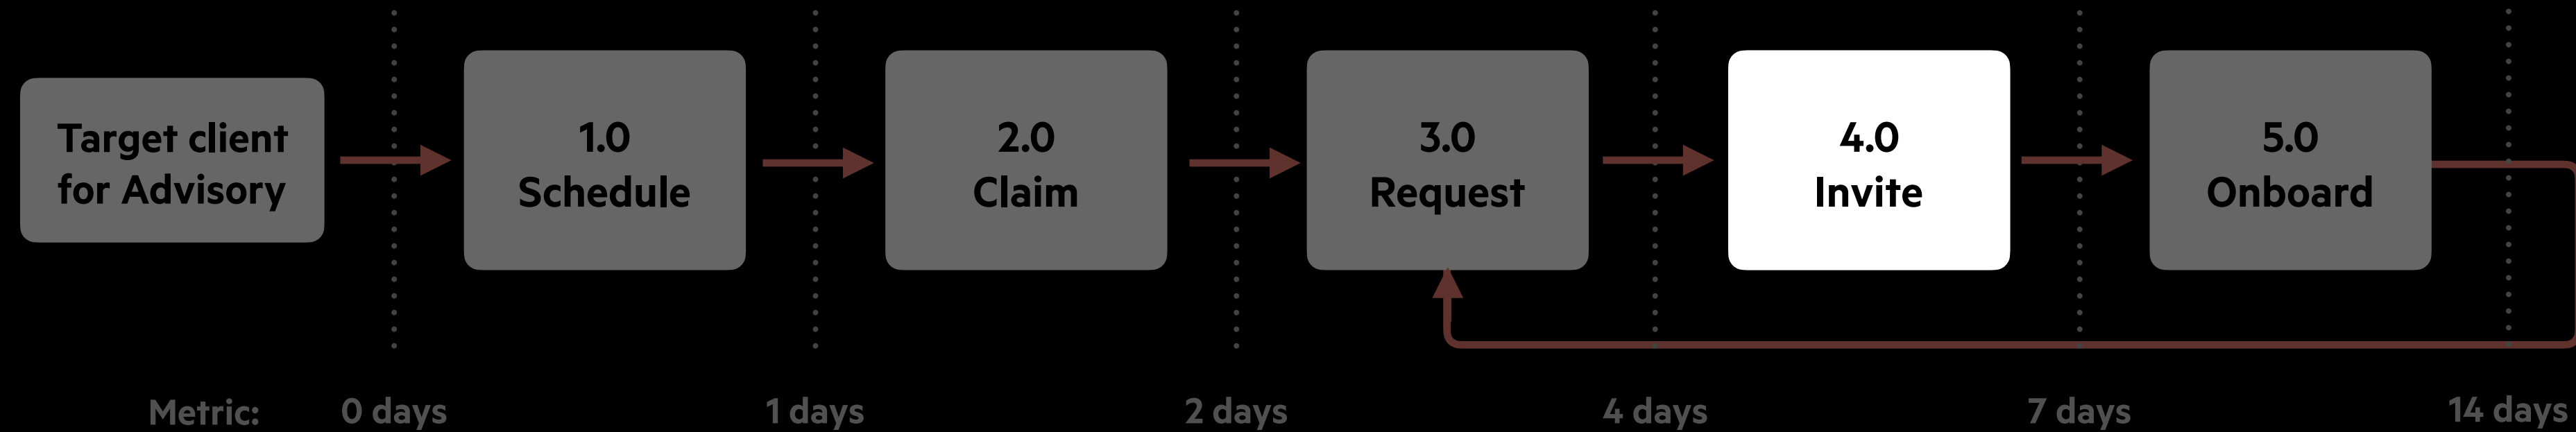 Target client
for Advisory
1.0
Schedule
2.0
Claim
3.0
Request
4.0
Invite
5.0
Onboard
Metric: 0 days 1 days 2 days 4 days 7 days 14 days